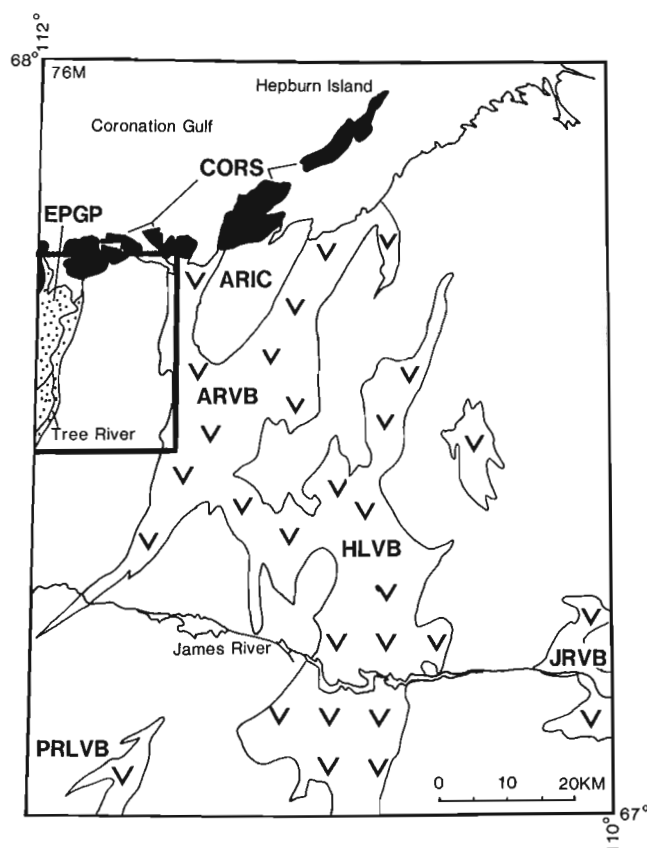 112°
68°
76M
Hepburn Island
Coronation Gulf
CORS
EPGP
ARIC
ARVB
Tree River
HLVB
James River
JRVB
PRLVB
0 10 20KM
67°
110°